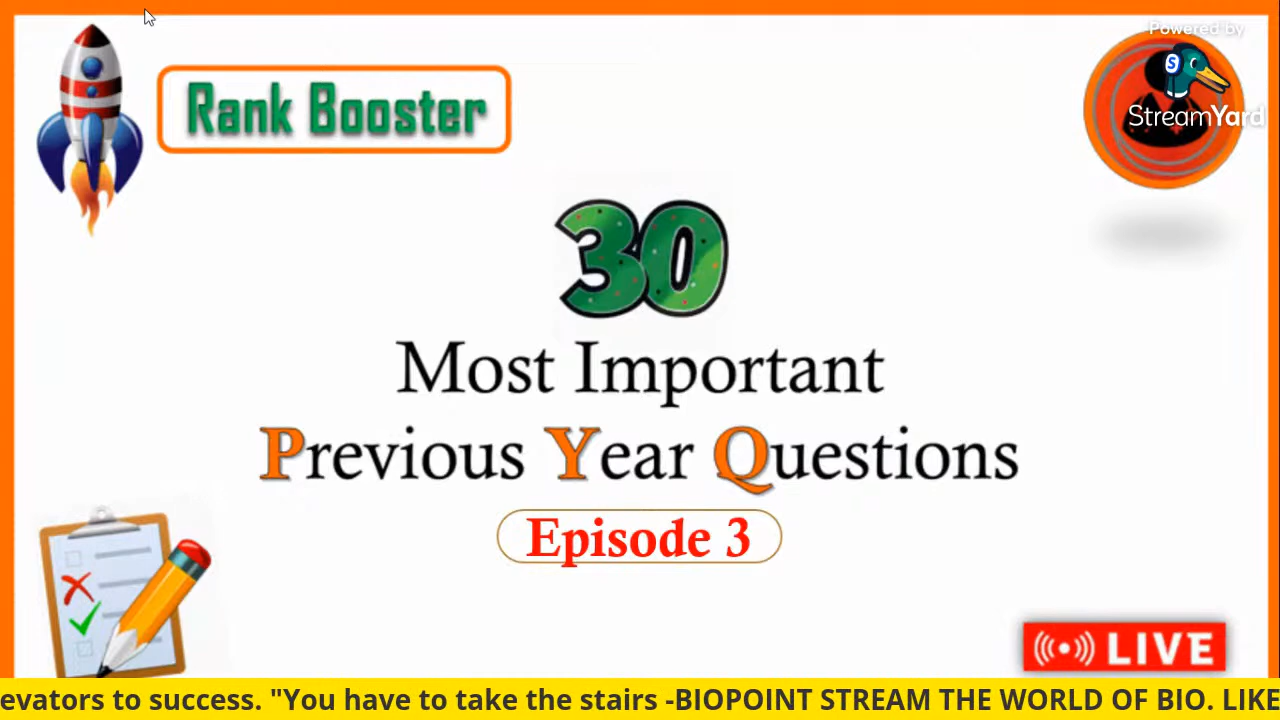 Powered by
S
StreamYard
Rank Booster
30
Most Important
Previous Year Questions
Episode 3
LIVE
evators to success. "You have to take the stairs -BIOPOINT STREAM THE WORLD OF BIO. LIKE